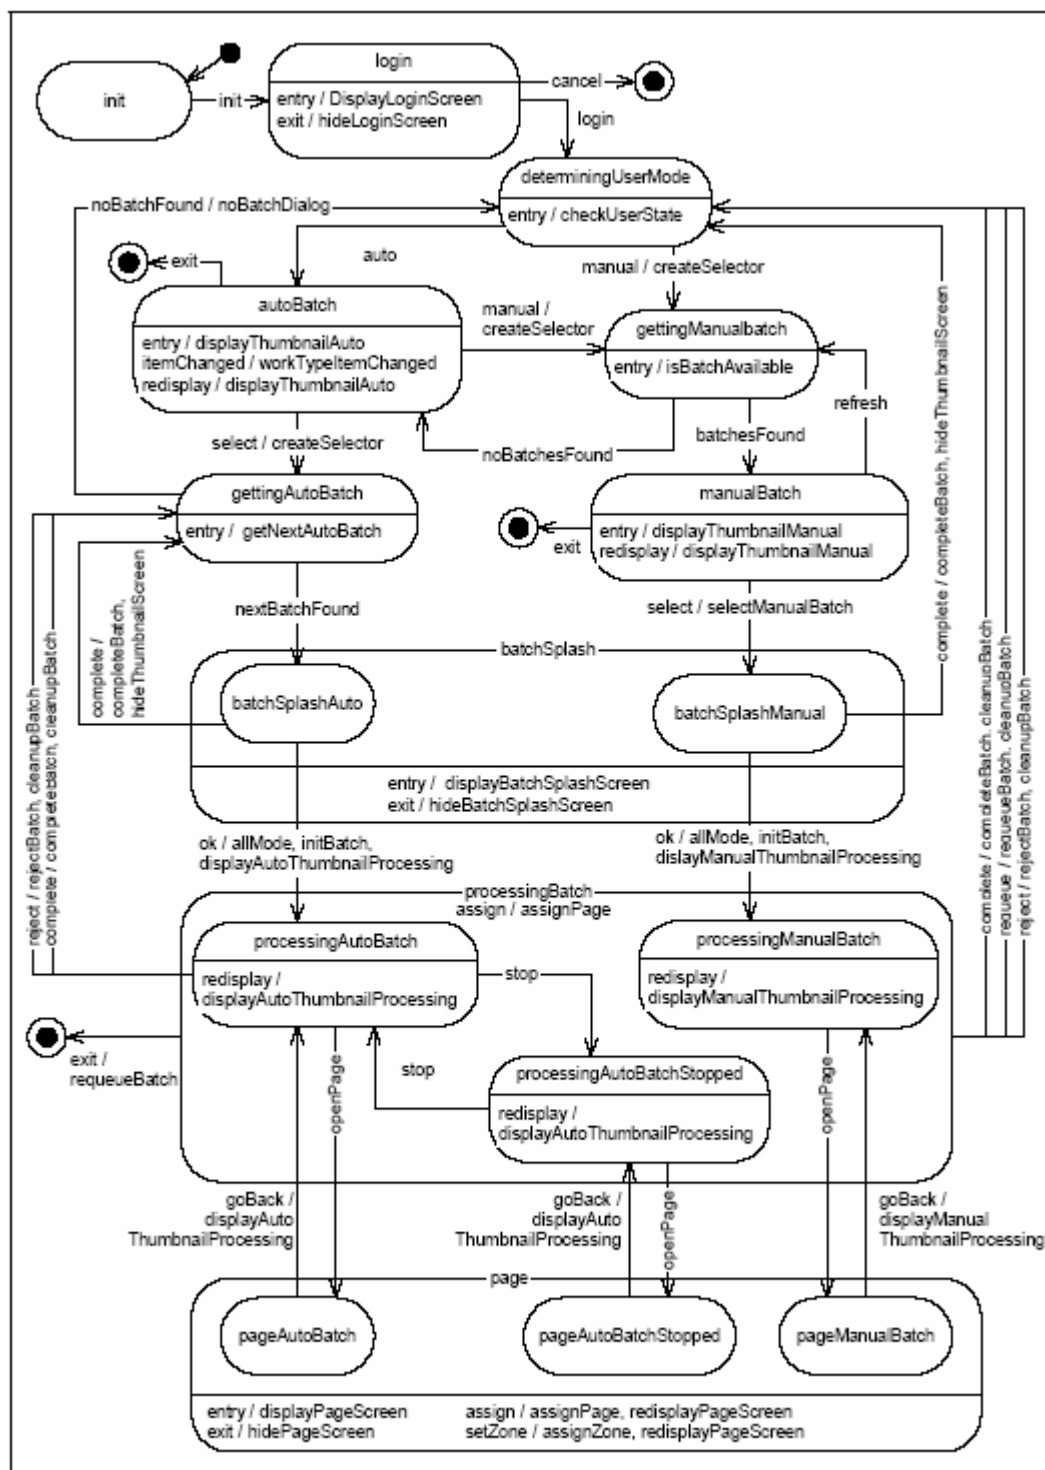 login
init
init
entry / DisplayLoginScreen
exit / hideLoginScreen
cancel
login
determiningUserMode
entry / checkUserState
noBatchFound / noBatchDialog
exit
auto
manual / createSelector
autoBatch
entry / displayThumbnailAuto
itemChanged / workTypeItemChanged
redisplay / displayThumbnailAuto
manual /
createSelector
gettingManualbatch
entry / isBatchAvailable
refresh
select / createSelector
noBatchesFound
batchesFound
complete / completeBatch, hideThumbnailScreen
gettingAutoBatch
entry / getNextAutoBatch
manualBatch
entry / displayThumbnailManual
redisplay / displayThumbnailManual
exit
nextBatchFound
select / selectManualBatch
complete /
completeBatch,
hideThumbnailScreen
batchSplash
batchSplashAuto
batchSplashManual
entry / displayBatchSplashScreen
exit / hideBatchSplashScreen
reject / rejectBatch, cleanupBatch
complete / completeBatch, cleanupBatch
complete / completeBatch, cleanupBatch
requeue / requeueBatch, cleanupBatch
reject / rejectBatch, cleanupBatch
ok / allMode, initBatch,
displayAutoThumbnailProcessing
ok / allMode, initBatch,
dislayManualThumbnailProcessing
processingBatch
assign / assignPage
processingAutoBatch
redisplay /
displayAutoThumbnailProcessing
stop
processingManualBatch
redisplay /
displayManualThumbnailProcessing
exit /
requeueBatch
openPage
stop
processingAutoBatchStopped
redisplay /
displayAutoThumbnailProcessing
openPage
goBack /
displayAuto
ThumbnailProcessing
goBack /
displayAuto
ThumbnailProcessing
openPage
goBack /
displayManual
ThumbnailProcessing
page
pageAutoBatch
pageAutoBatchStopped
pageManualBatch
entry / displayPageScreen
exit / hidePageScreen
assign / assignPage, redisplayPageScreen
setZone / assignZone, redisplayPageScreen